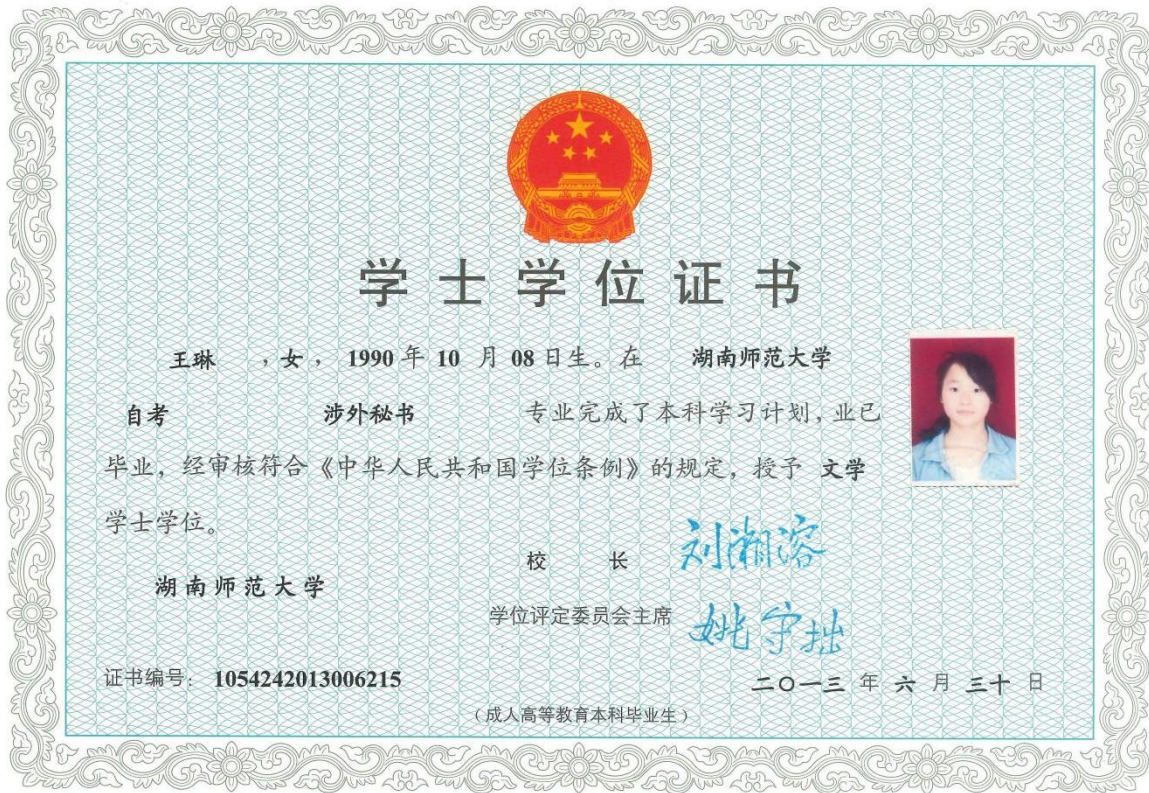 学士学位证书
王琳 ,女, 1990 年 10 月 08 日生。在 湖南师范大学
自考 涉外秘书 专业完成了本科学习计划,业已
毕业,经审核符合《中华人民共和国学位条例》的规定,授予 文学
学士学位。
校 长 刘湘溶
湖南师范大学
学位评定委员会主席 姚守拙
证书编号: 1054242013006215
二〇一三 年 六 月 三十 日
(成人高等教育本科毕业生)